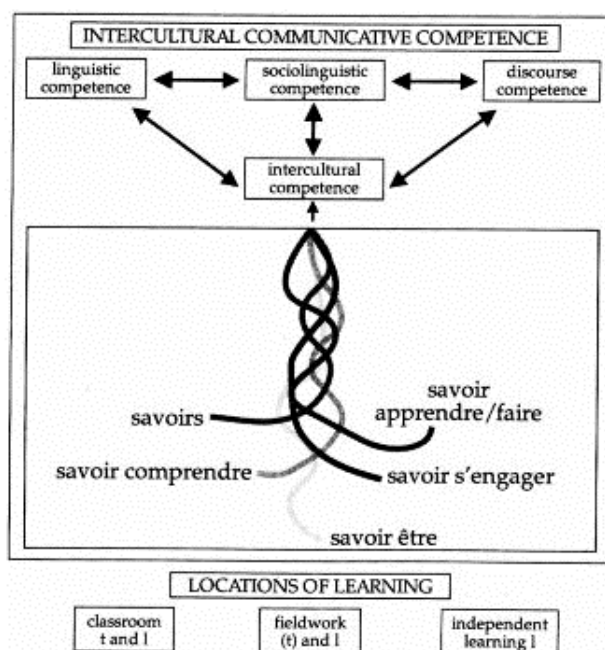 INTERCULTURAL COMMUNICATIVE COMPETENCE
linguistic
competence
sociolinguistic
competence
discourse
competence
intercultural
competence
savoirs
savoir
apprendre/faire
savoir comprendre
savoir s'engager
savoir être
LOCATIONS OF LEARNING
classroom
t and l
fieldwork
(t) and l
independent
learning l